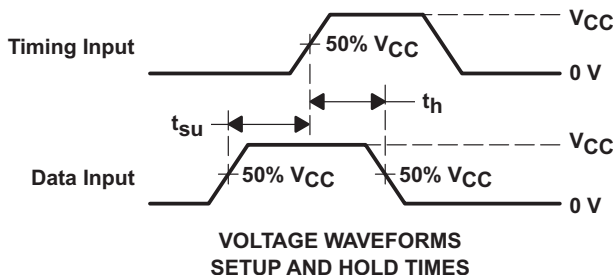 VCC
Timing Input
50% VCC
0 V
th
tsu
VCC
Data Input
50% VCC
50% VCC
0 V
VOLTAGE WAVEFORMS
SETUP AND HOLD TIMES